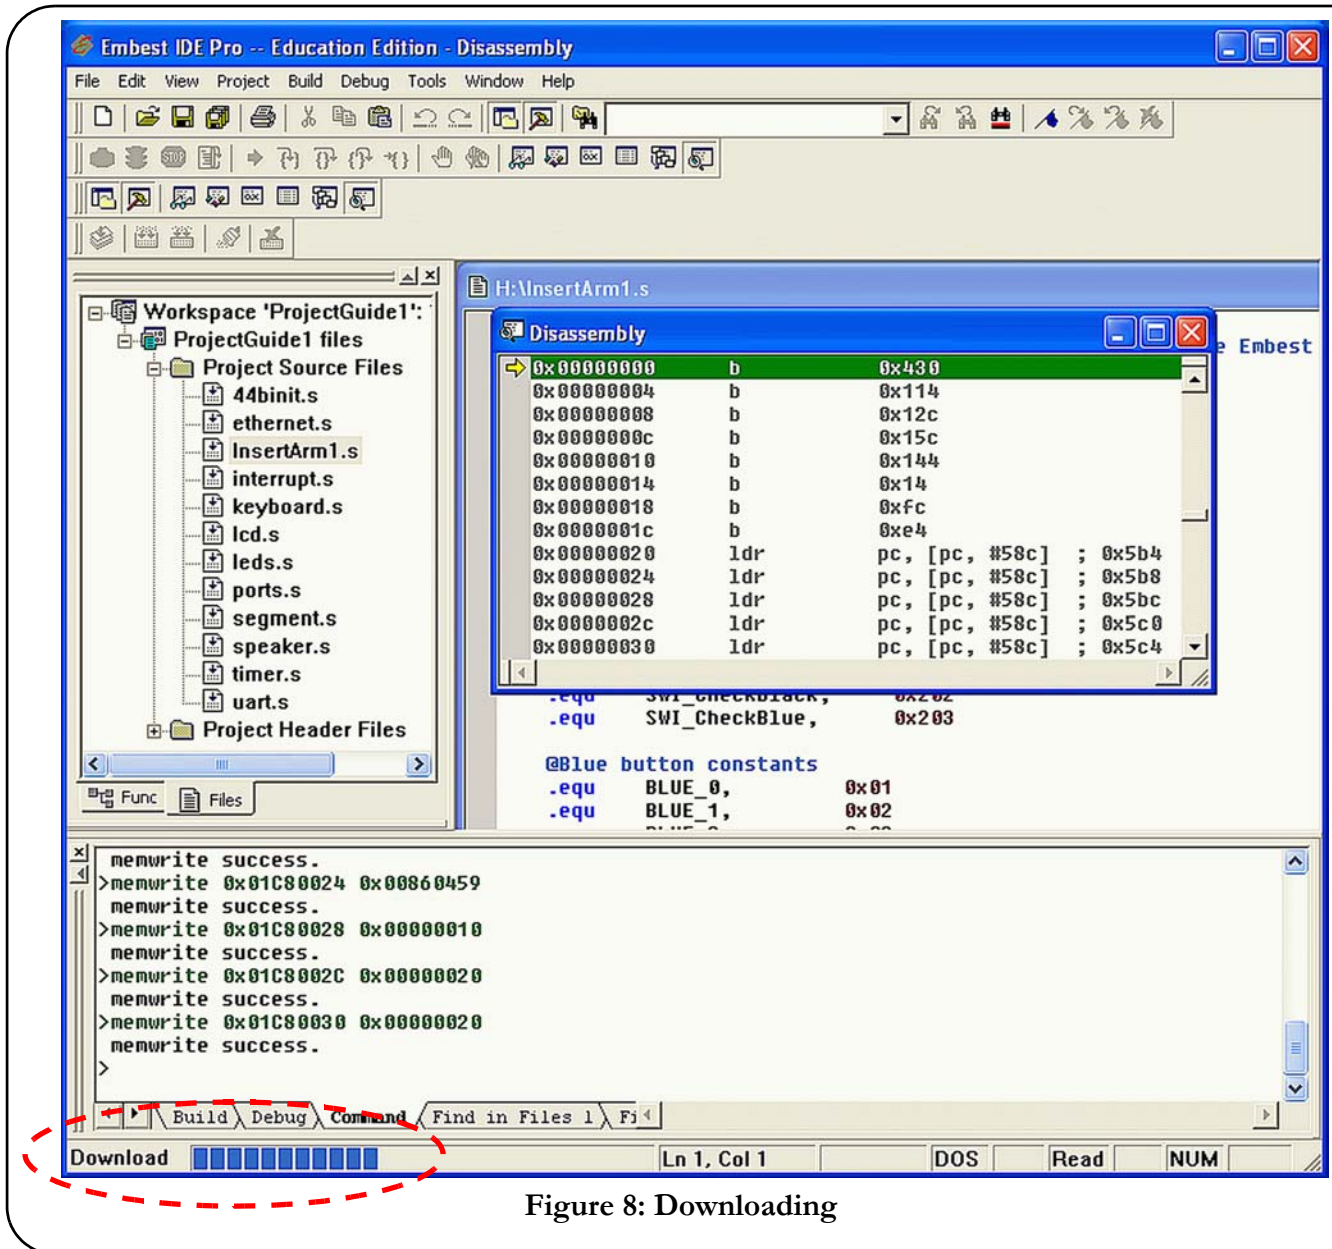 Embest IDE Pro -- Education Edition - Disassembly
File Edit View Project Build Debug Tools Window Help
STOP
Workspace 'ProjectGuide1':
ProjectGuide1 files
Project Source Files
44binit.s
ethernet.s
InsertArm1.s
interrupt.s
keyboard.s
lcd.s
leds.s
ports.s
segment.s
speaker.s
timer.s
uart.s
Project Header Files
Func Files
H:\InsertArm1.s
e Embest
Disassembly
0x00000000 b 0x430
0x00000004 b 0x114
0x00000008 b 0x12c
0x0000000c b 0x15c
0x00000010 b 0x144
0x00000014 b 0x14
0x00000018 b 0xfc
0x0000001c b 0xe4
0x00000020 ldr pc, [pc, #58c] ; 0x5b4
0x00000024 ldr pc, [pc, #58c] ; 0x5b8
0x00000028 ldr pc, [pc, #58c] ; 0x5bc
0x0000002c ldr pc, [pc, #58c] ; 0x5c0
0x00000030 ldr pc, [pc, #58c] ; 0x5c4
.equ SWI_CheckBlack, 0x202
.equ SWI_CheckBlue, 0x203
@Blue button constants
.equ BLUE_0, 0x01
.equ BLUE_1, 0x02
memwrite success.
>memwrite 0x01C80024 0x00860459
memwrite success.
>memwrite 0x01C80028 0x00000010
memwrite success.
>memwrite 0x01C8002C 0x00000020
memwrite success.
>memwrite 0x01C80030 0x00000020
memwrite success.
>
Build Debug Command Find in Files 1 Fi
Download Ln 1, Col 1 DOS Read NUM
Figure 8: Downloading